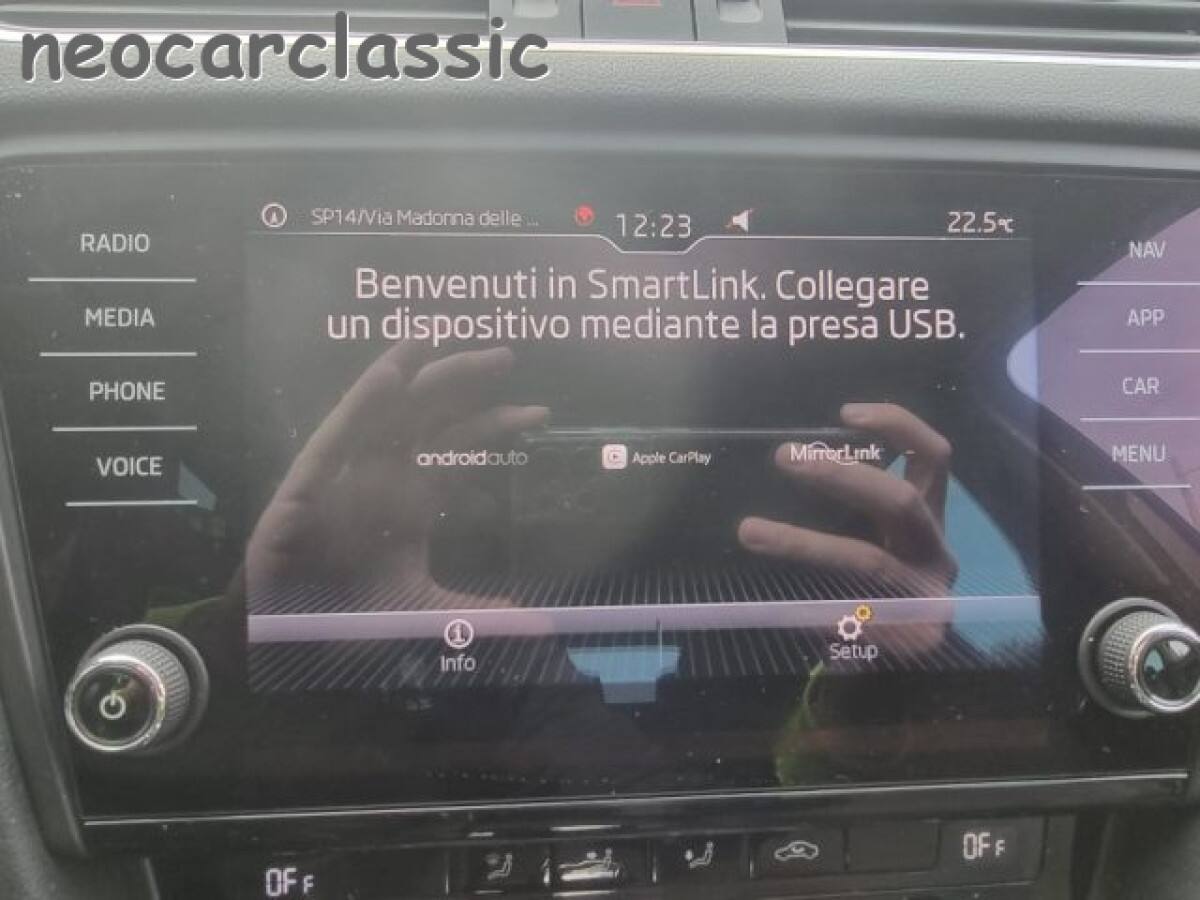 neocarclassic
SP14/Via Madonna delle ...
12:23
22.5°C
RADIO
MEDIA
PHONE
VOICE
Benvenuti in SmartLink. Collegare
un dispositivo mediante la presa USB.
androidauto
Apple CarPlay
MirrorLink
Info
Setup
NAV
APP
CAR
MENU
OFF
OFF